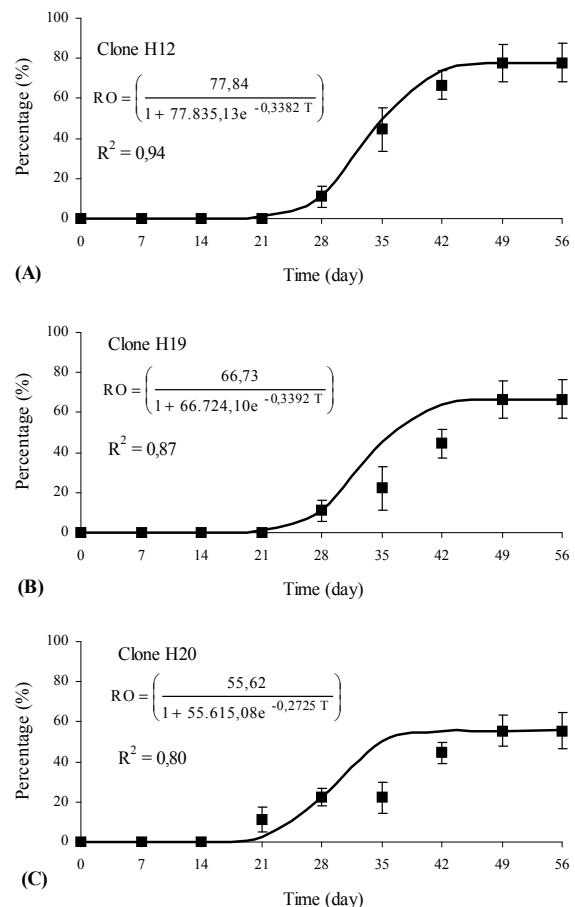 100
80
60
40
20
0
Percentage (%)
Clone H12
RO = ( 77,84 / 1 + 77.835,13e^-0,3382 T )
R² = 0,94
0 7 14 21 28 35 42 49 56
(A)
Time (day)
100
80
60
40
20
0
Percentage (%)
Clone H19
RO = ( 66,73 / 1 + 66.724,10e^-0,3392 T )
R² = 0,87
0 7 14 21 28 35 42 49 56
(B)
Time (day)
100
80
60
40
20
0
Percentage (%)
Clone H20
RO = ( 55,62 / 1 + 55.615,08e^-0,2725 T )
R² = 0,80
0 7 14 21 28 35 42 49 56
(C)
Time (day)